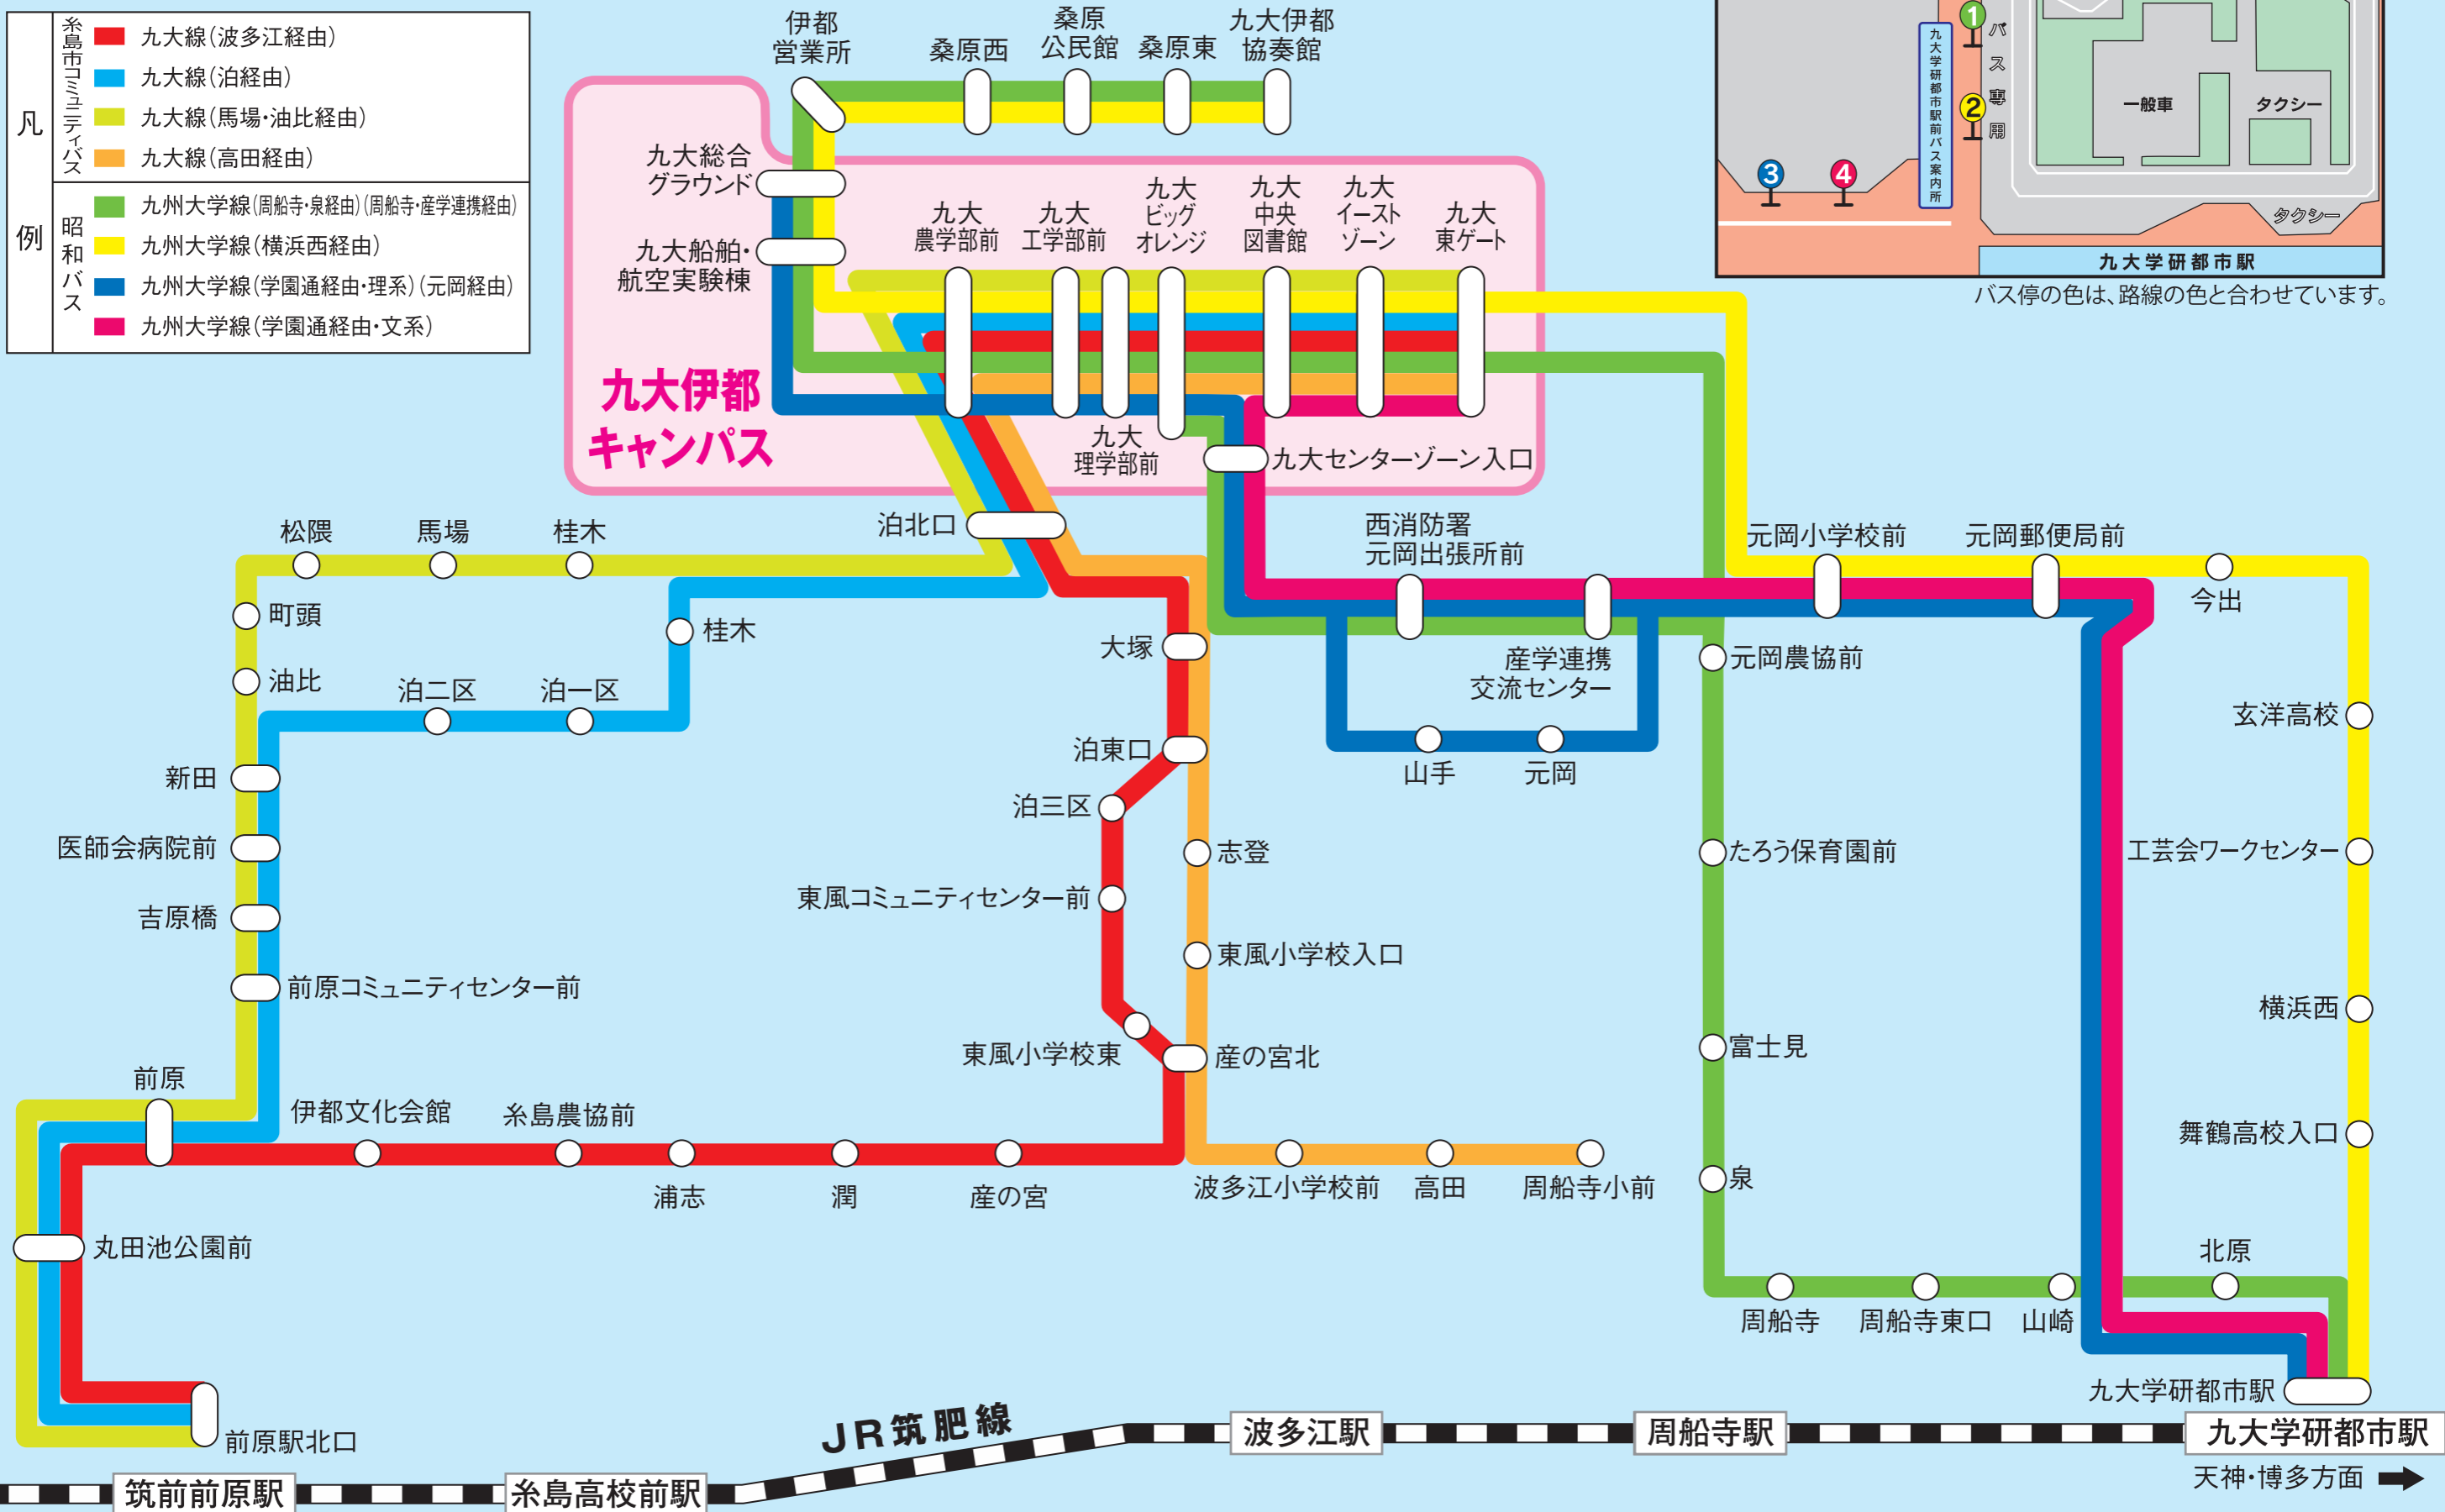 凡例
糸島市コミュニティバス
九大線(波多江経由)
九大線(泊経由)
九大線(馬場・油比経由)
九大線(高田経由)
昭和バス
九州大学線(周船寺・泉経由)(周船寺・産学連携経由)
九州大学線(横浜西経由)
九州大学線(学園通経由・理系)(元岡経由)
九州大学線(学園通経由・文系)
伊都
営業所
桑原西
桑原
公民館
桑原東
九大伊都
協奏館
九大総合
グラウンド
九大船舶・
航空実験棟
九大
農学部前
九大
工学部前
九大
ビッグ
オレンジ
九大
中央
図書館
九大
イースト
ゾーン
九大
東ゲート
九大伊都
キャンパス
九大
理学部前
九大センターゾーン入口
1
バス専用
2
3
4
九大学研都市駅前バス案内所
一般車
タクシー
タクシー
九大学研都市駅
バス停の色は、路線の色と合わせています。
松隈
馬場
桂木
泊北口
西消防署
元岡出張所前
元岡小学校前
元岡郵便局前
今出
町頭
桂木
大塚
産学連携
交流センター
元岡農協前
油比
泊二区
泊一区
泊東口
山手
元岡
玄洋高校
新田
泊三区
医師会病院前
志登
たろう保育園前
工芸会ワークセンター
吉原橋
東風コミュニティセンター前
東風小学校入口
前原コミュニティセンター前
横浜西
東風小学校東
産の宮北
富士見
前原
伊都文化会館
糸島農協前
舞鶴高校入口
浦志
潤
産の宮
波多江小学校前
高田
周船寺小前
泉
丸田池公園前
北原
周船寺
周船寺東口
山崎
九大学研都市駅
前原駅北口
JR筑肥線
波多江駅
周船寺駅
九大学研都市駅
天神・博多方面
筑前前原駅
糸島高校前駅